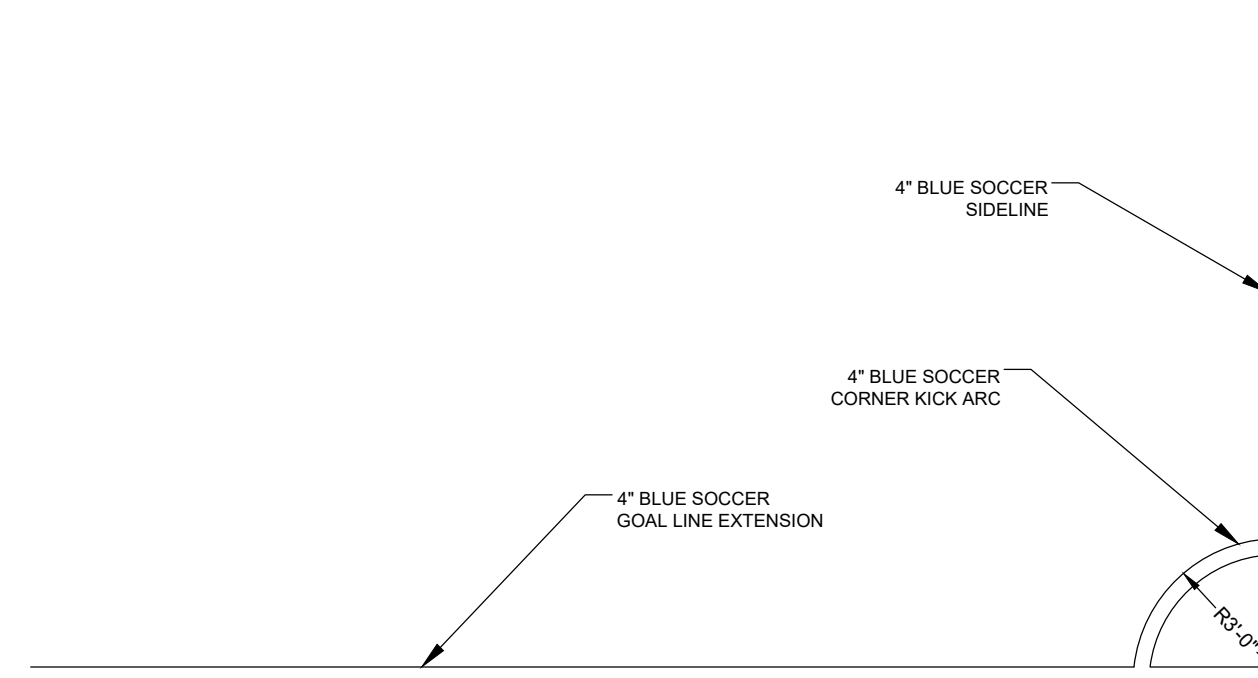 4" BLUE SOCCER
SIDELINE
4" BLUE SOCCER
CORNER KICK ARC
4" BLUE SOCCER
GOAL LINE EXTENSION
R3'-0"